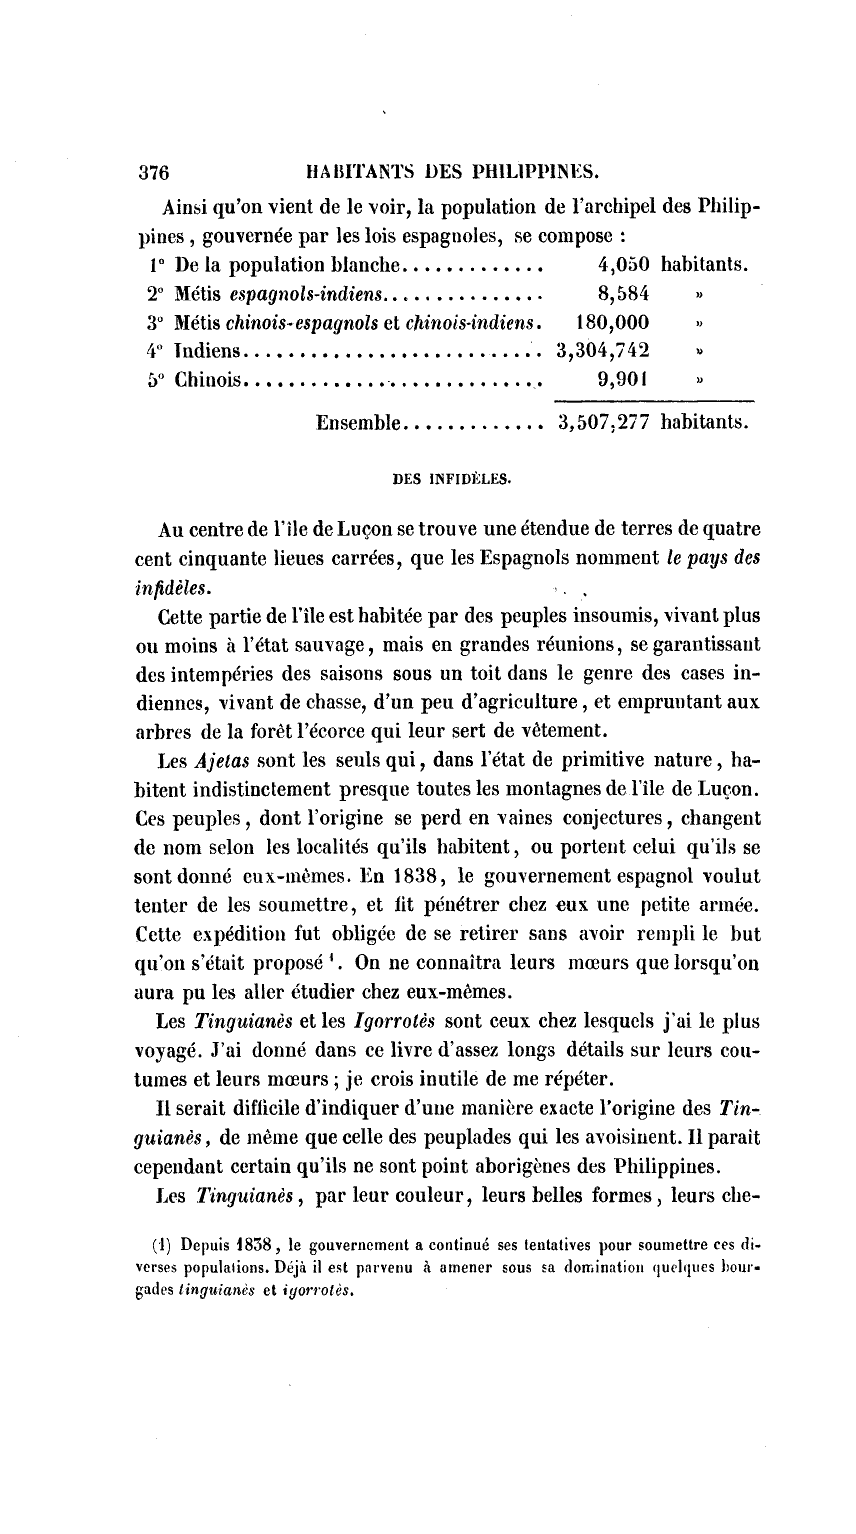 376 HABITANTS DES PHILIPPINES.
Ainsi qu'on vient de le voir, la population de l'archipel des Philip-
pines, gouvernée par les lois espagnoles, se compose :
1° De la population blanche............. 4,050 habitants.
2° Métis espagnols-indiens............... 8,584 »
3° Métis chinois-espagnols et chinois-indiens. 180,000 »
4° Indiens........................... 3,304,742 »
5° Chinois........................... 9,901 »
Ensemble............. 3,507,277 habitants.
DES INFIDÈLES.
Au centre de l'île de Luçon se trouve une étendue de terres de quatre
cent cinquante lieues carrées, que les Espagnols nomment le pays des
infidèles.
Cette partie de l'île est habitée par des peuples insoumis, vivant plus
ou moins à l'état sauvage, mais en grandes réunions, se garantissant
des intempéries des saisons sous un toit dans le genre des cases in-
diennes, vivant de chasse, d'un peu d'agriculture, et empruntant aux
arbres de la forêt l'écorce qui leur sert de vêtement.
Les Ajetas sont les seuls qui, dans l'état de primitive nature, ha-
bitent indistinctement presque toutes les montagnes de l'île de Luçon.
Ces peuples, dont l'origine se perd en vaines conjectures, changent
de nom selon les localités qu'ils habitent, ou portent celui qu'ils se
sont donné eux-mêmes. En 1838, le gouvernement espagnol voulut
tenter de les soumettre, et fit pénétrer chez eux une petite armée.
Cette expédition fut obligée de se retirer sans avoir rempli le but
qu'on s'était proposé ¹. On ne connaîtra leurs mœurs que lorsqu'on
aura pu les aller étudier chez eux-mêmes.
Les Tinguianès et les Igorrotès sont ceux chez lesquels j'ai le plus
voyagé. J'ai donné dans ce livre d'assez longs détails sur leurs cou-
tumes et leurs mœurs ; je crois inutile de me répéter.
Il serait difficile d'indiquer d'une manière exacte l'origine des Tin-
guianès, de même que celle des peuplades qui les avoisinent. Il paraît
cependant certain qu'ils ne sont point aborigènes des Philippines.
Les Tinguianès, par leur couleur, leurs belles formes, leurs che-
(1) Depuis 1838, le gouvernement a continué ses tentatives pour soumettre ces di-
verses populations. Déjà il est parvenu à amener sous sa domination quelques bour-
gades tinguianès et igorrotès.